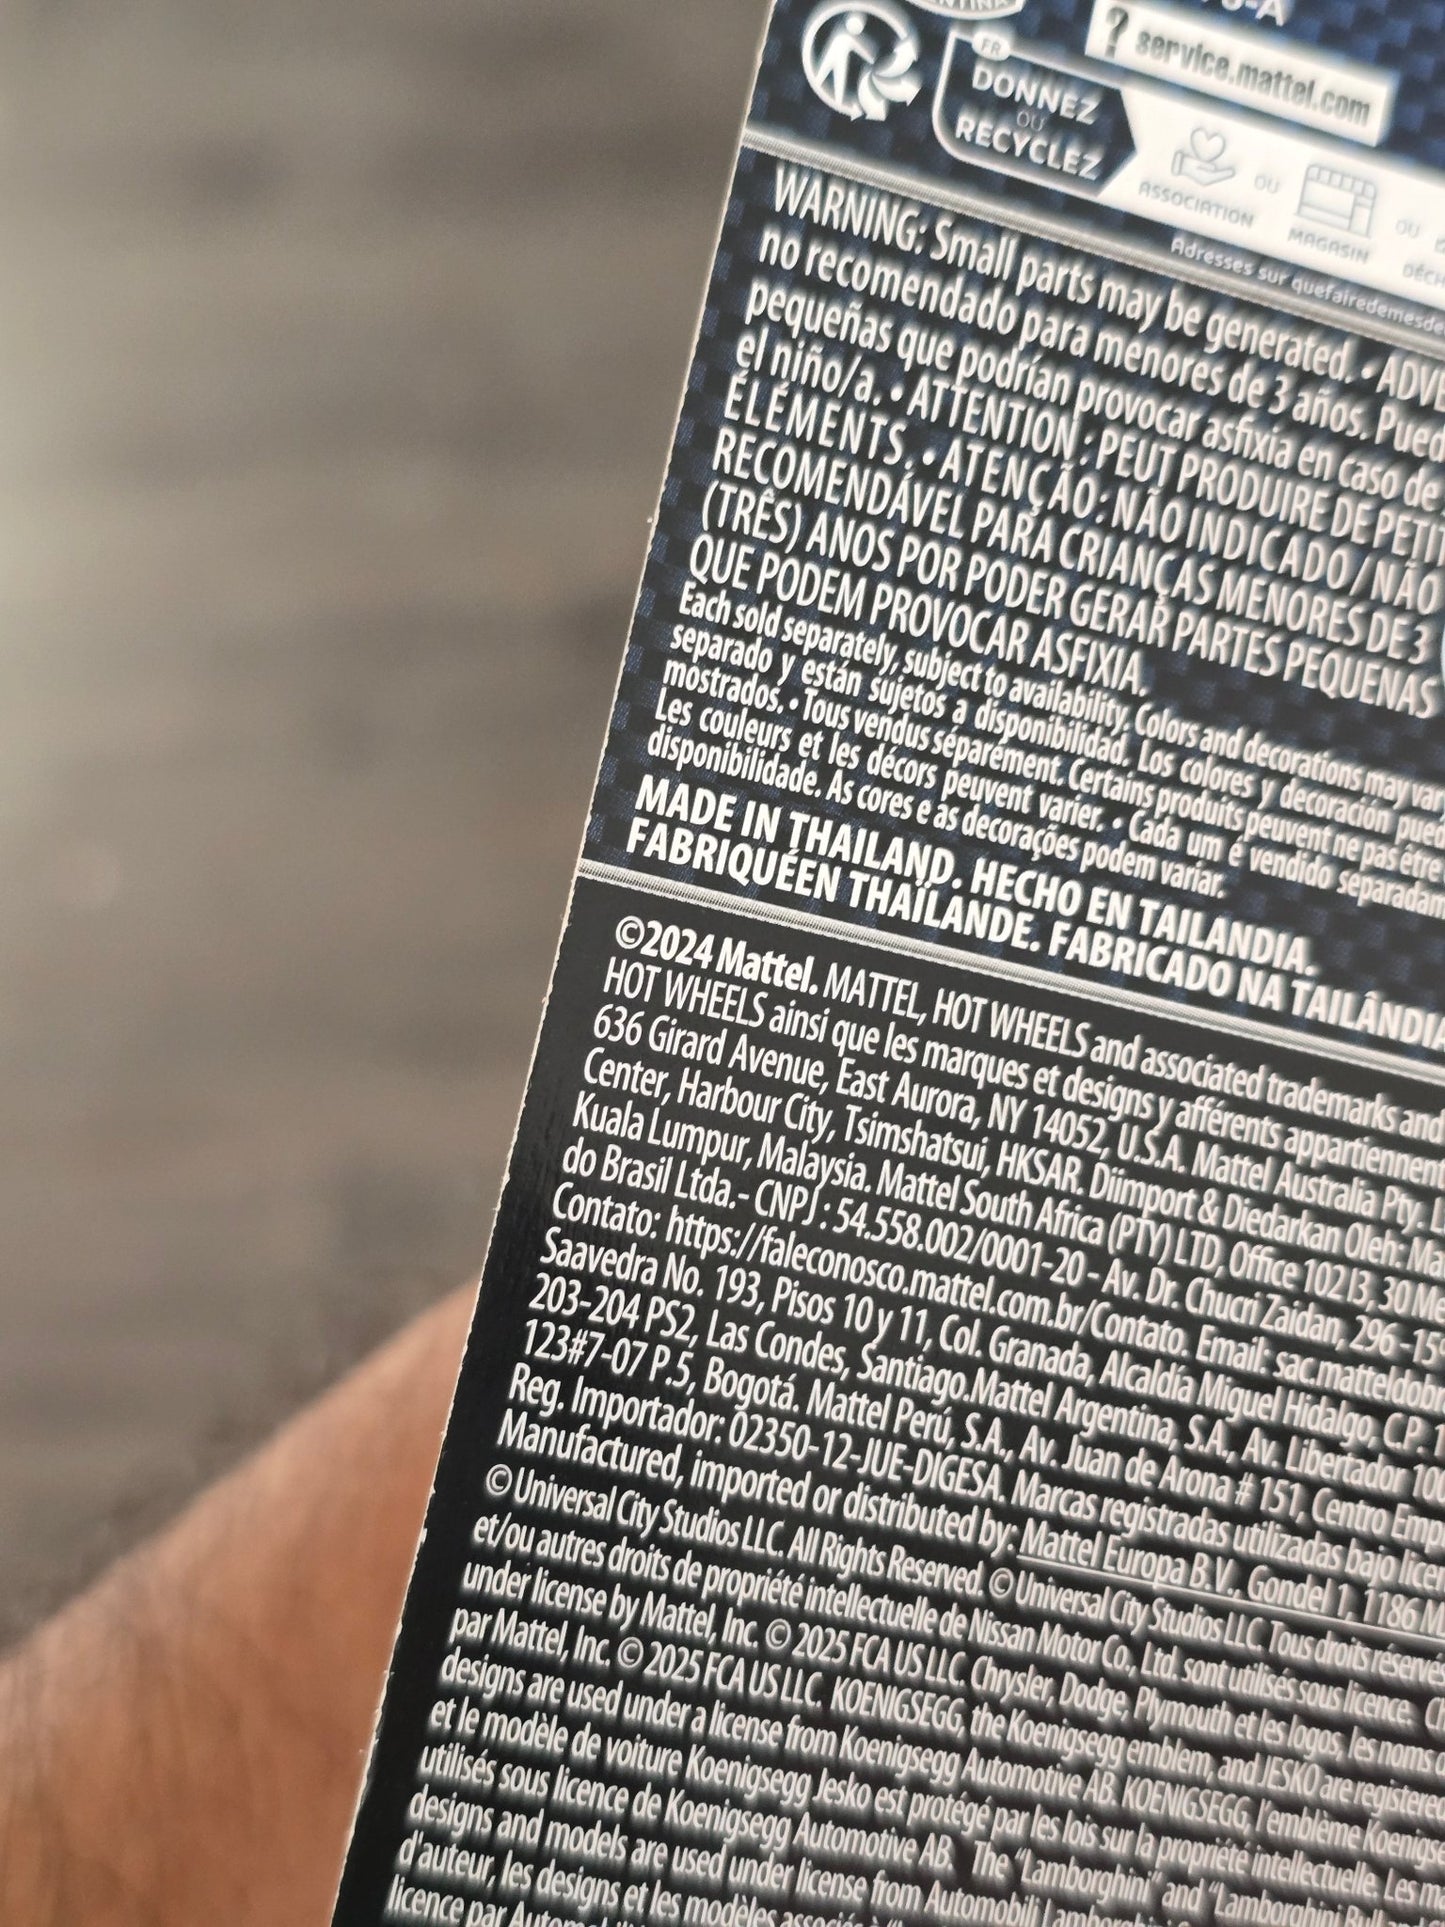 ? service.mattel.com
FR
DONNEZ
OU
RECYCLEZ
ASSOCIATION
OU
MAGASIN
OU
Adresses sur
WARNING: Small parts may be generated. •
no recomendado para menores de 3 años.
pequeñas que podrían provocar asfixia en caso de
el niño/a. • ATTENTION : PEUT PRODUIRE DE
ÉLÉMENTS. • ATENÇÃO: NÃO INDICADO / NÃO
RECOMENDÁVEL PARA CRIANÇAS MENORES DE 3
(TRÊS) ANOS POR PODER GERAR PARTES PEQUENAS
QUE PODEM PROVOCAR ASFIXIA.
Each sold separately, subject to availability. Colors and decorations may vary
separado y están sujetos a disponibilidad. Los colores y decoración
mostrados. • Tous vendus séparément. Certains produits peuvent ne pas être
Les couleurs et les décors peuvent varier. • Cada um é vendido
disponibilidade. As cores e as decorações podem variar.
MADE IN THAILAND. HECHO EN TAILANDIA.
FABRIQUÉEN THAÏLANDE. FABRICADO NA TAILÂNDIA
©2024 Mattel. MATTEL, HOT WHEELS and associated trademarks and
HOT WHEELS ainsi que les marques et designs y afférents appartiennent
636 Girard Avenue, East Aurora, NY 14052, U.S.A. Mattel Australia Pty.
Center, Harbour City, Tsimshatsui, HKSAR. Diimport & Diedarkan Oleh:
Kuala Lumpur, Malaysia. Mattel South Africa (PTY) LTD, Office 102 I3, 30
do Brasil Ltda.- CNPJ : 54.558.002/0001-20 - Av. Dr. Chucri Zaidan, 296 -
Contato: https://faleconosco.mattel.com.br/Contato. Email:
Saavedra No. 193, Pisos 10 y 11, Col. Granada, Alcaldía Miguel Hidalgo, C.P.
203-204 PS2, Las Condes, Santiago.Mattel Argentina, S.A., Av. Libertador
123#7-07 P.5, Bogotá. Mattel Perú, S.A., Av. Juan de Arona # 151, Centro
Reg. Importador: 02350-12-JUE-DIGESA. Marcas registradas utilizadas bajo
Manufactured, imported or distributed by: Mattel Europa B.V., Gondel 1, 1186
© Universal City Studios LLC. All Rights Reserved. © Universal City Studios LLC. Tous droits
et/ou autres droits de propriété intellectuelle de Nissan Motor Co., Ltd. sont utilisés sous licence.
under license by Mattel, Inc. © 2025 FCA US LLC. Chrysler, Dodge, Plymouth et les logos, les noms
par Mattel, Inc. © 2025 FCA US LLC. KOENIGSEGG, the Koenigsegg emblem, and JESKO are registered
designs are used under a license from Koenigsegg Automotive AB. KOENIGSEGG, l'emblème
et le modèle de voiture Koenigsegg Jesko est protégé par les lois sur la propriété intellectuelle. Les
utilisés sous licence de Koenigsegg Automotive AB. The "Lamborghini" and "Lamborghini
designs and models are used under license from Automobili
d'auteur, les designs et les modèles associés à
licence par